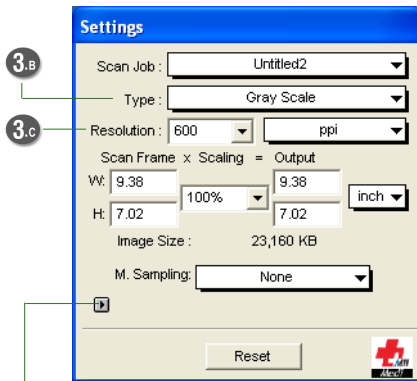 Settings
3.B
Scan Job : Untitled2
Type : Gray Scale
3.C
Resolution : 600 ppi
Scan Frame x Scaling = Output
W: 9.38 100% 9.38 inch
H: 7.02 7.02
Image Size : 23,160 KB
M. Sampling: None
Reset